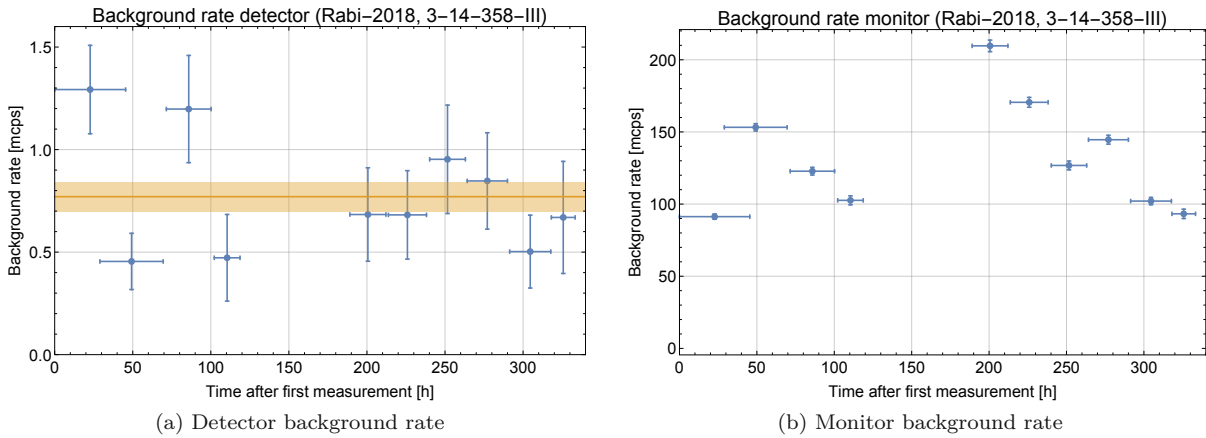 Background rate detector (Rabi−2018, 3−14−358−III)
1.5
1.0
0.5
0.0
Background rate [mcps]
0 50 100 150 200 250 300
Time after first measurement [h]
(a) Detector background rate
Background rate monitor (Rabi−2018, 3−14−358−III)
200
150
100
50
0
Background rate [mcps]
0 50 100 150 200 250 300
Time after first measurement [h]
(b) Monitor background rate